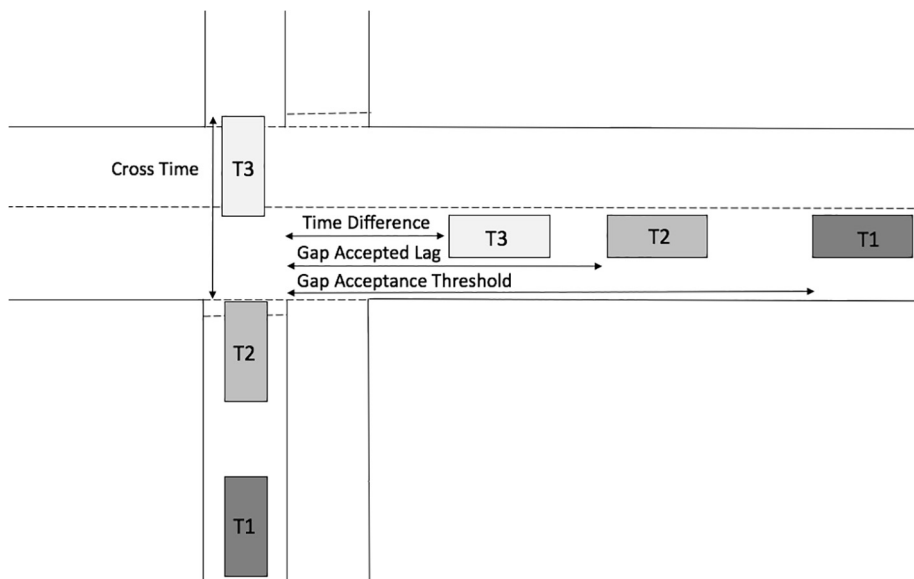 T3
Cross Time
Time Difference
T3
T2
T1
Gap Accepted Lag
Gap Acceptance Threshold
T2
T1